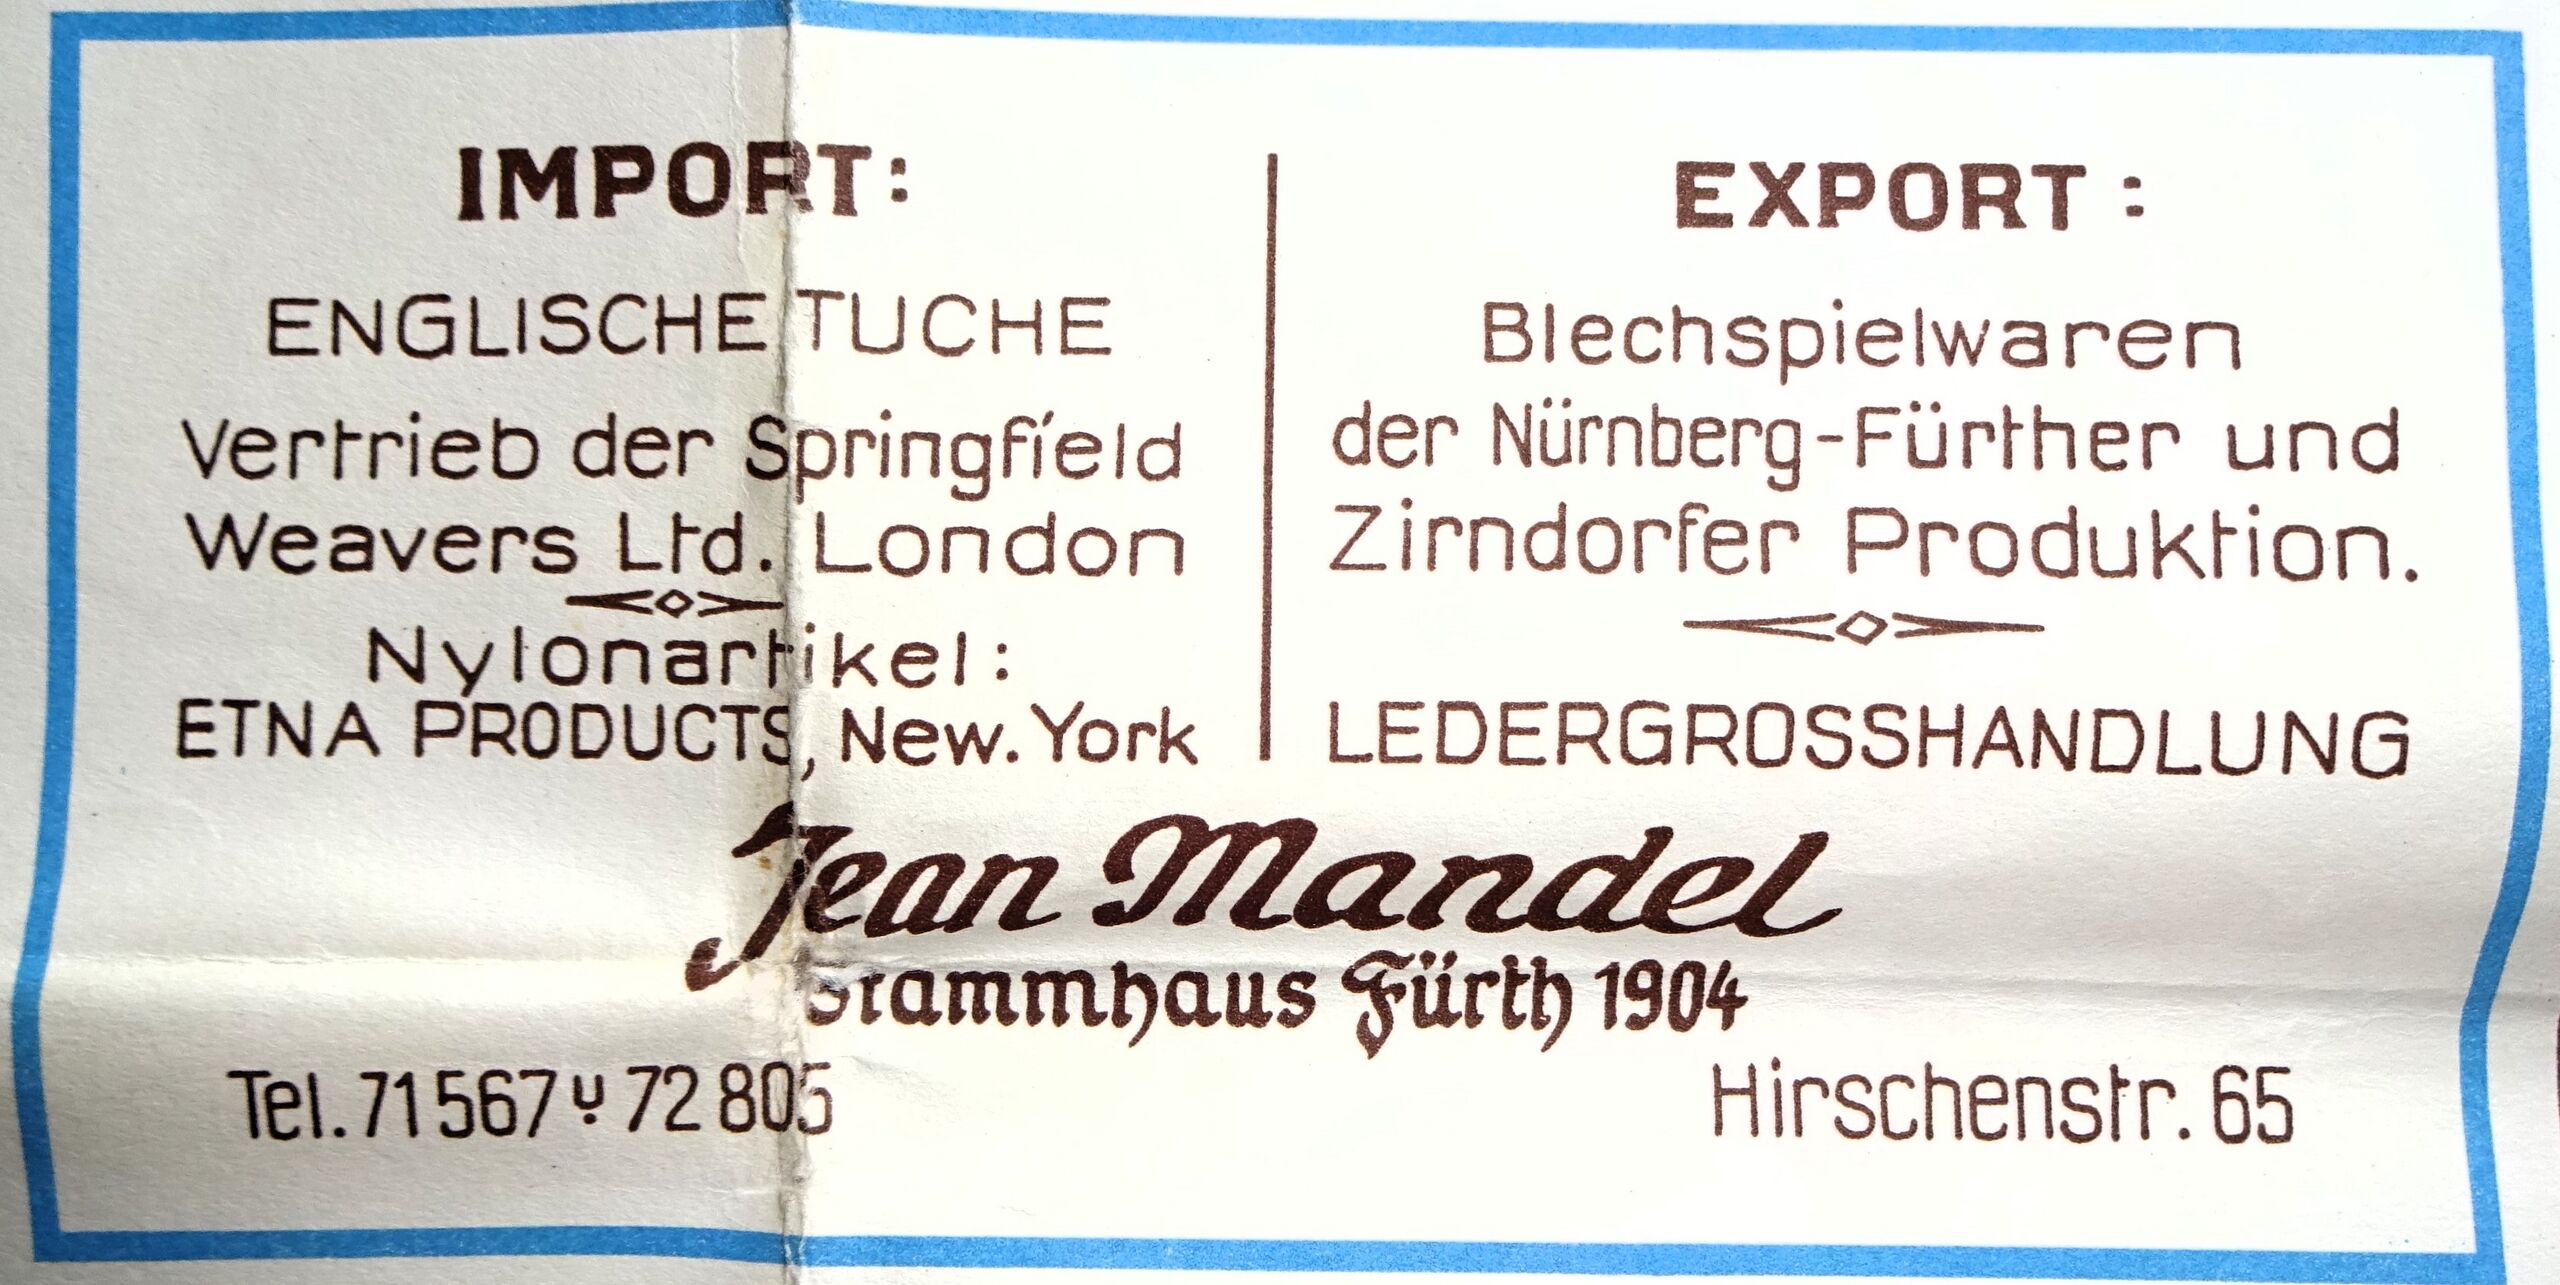 IMPORT:
ENGLISCHE TUCHE
Vertrieb der Springfield
Weavers Ltd. London
Nylonartikel:
ETNA PRODUCTS, New. York
EXPORT:
Blechspielwaren
der Nürnberg-Fürther und
Zirndorfer Produktion.
LEDERGROSSHANDLUNG
Jean Mandel
Stammhaus Fürth 1904
Tel. 71567 u 72805
Hirschenstr. 65